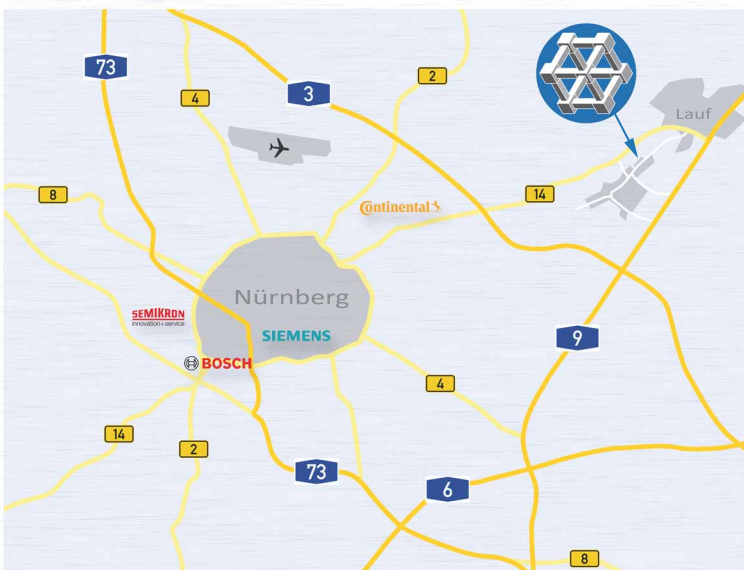 73
3
2
4
Lauf
8
14
Continental
Nürnberg
SEMIKRON
innovation+service
SIEMENS
9
BOSCH
4
14
2
73
6
8